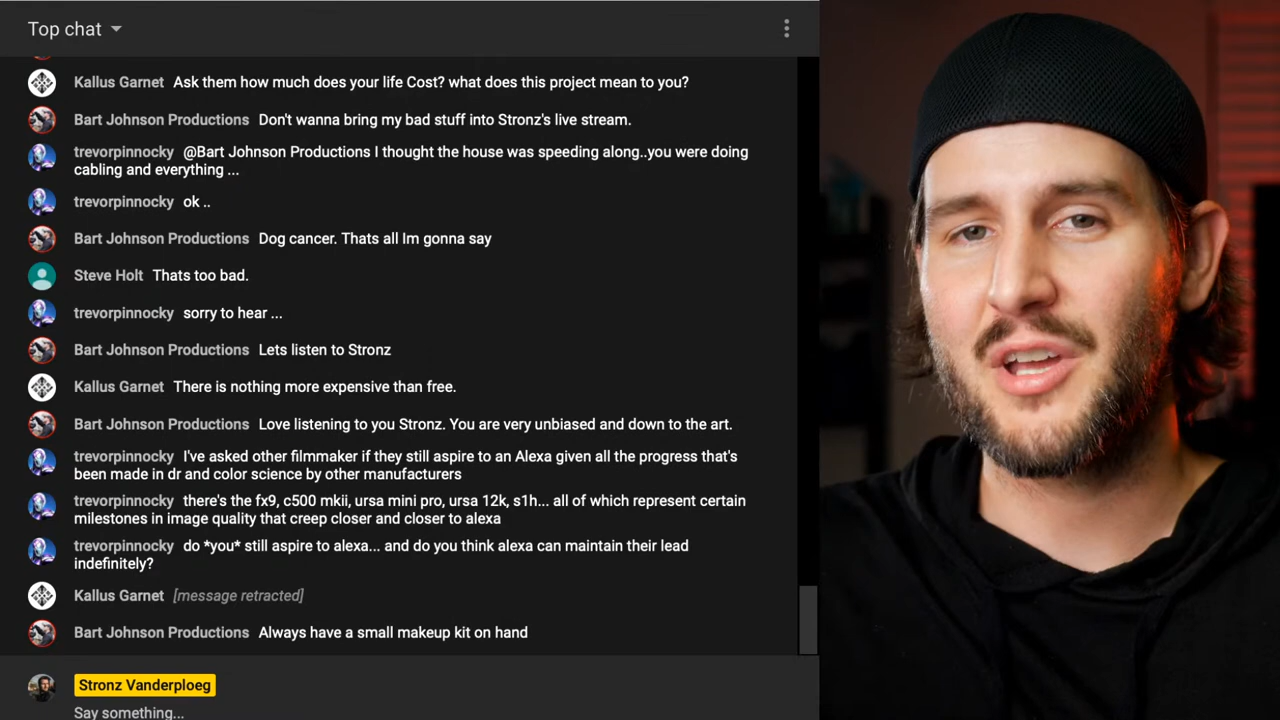 Top chat
Kallus Garnet Ask them how much does your life Cost? what does this project mean to you?
Bart Johnson Productions Don't wanna bring my bad stuff into Stronz's live stream.
trevorpinnocky @Bart Johnson Productions I thought the house was speeding along..you were doing
cabling and everything ...
trevorpinnocky ok ..
Bart Johnson Productions Dog cancer. Thats all Im gonna say
Steve Holt Thats too bad.
trevorpinnocky sorry to hear ...
Bart Johnson Productions Lets listen to Stronz
Kallus Garnet There is nothing more expensive than free.
Bart Johnson Productions Love listening to you Stronz. You are very unbiased and down to the art.
trevorpinnocky I've asked other filmmaker if they still aspire to an Alexa given all the progress that's
been made in dr and color science by other manufacturers
trevorpinnocky there's the fx9, c500 mkii, ursa mini pro, ursa 12k, s1h... all of which represent certain
milestones in image quality that creep closer and closer to alexa
trevorpinnocky do *you* still aspire to alexa... and do you think alexa can maintain their lead
indefinitely?
Kallus Garnet [message retracted]
Bart Johnson Productions Always have a small makeup kit on hand
Stronz Vanderploeg
Say something...